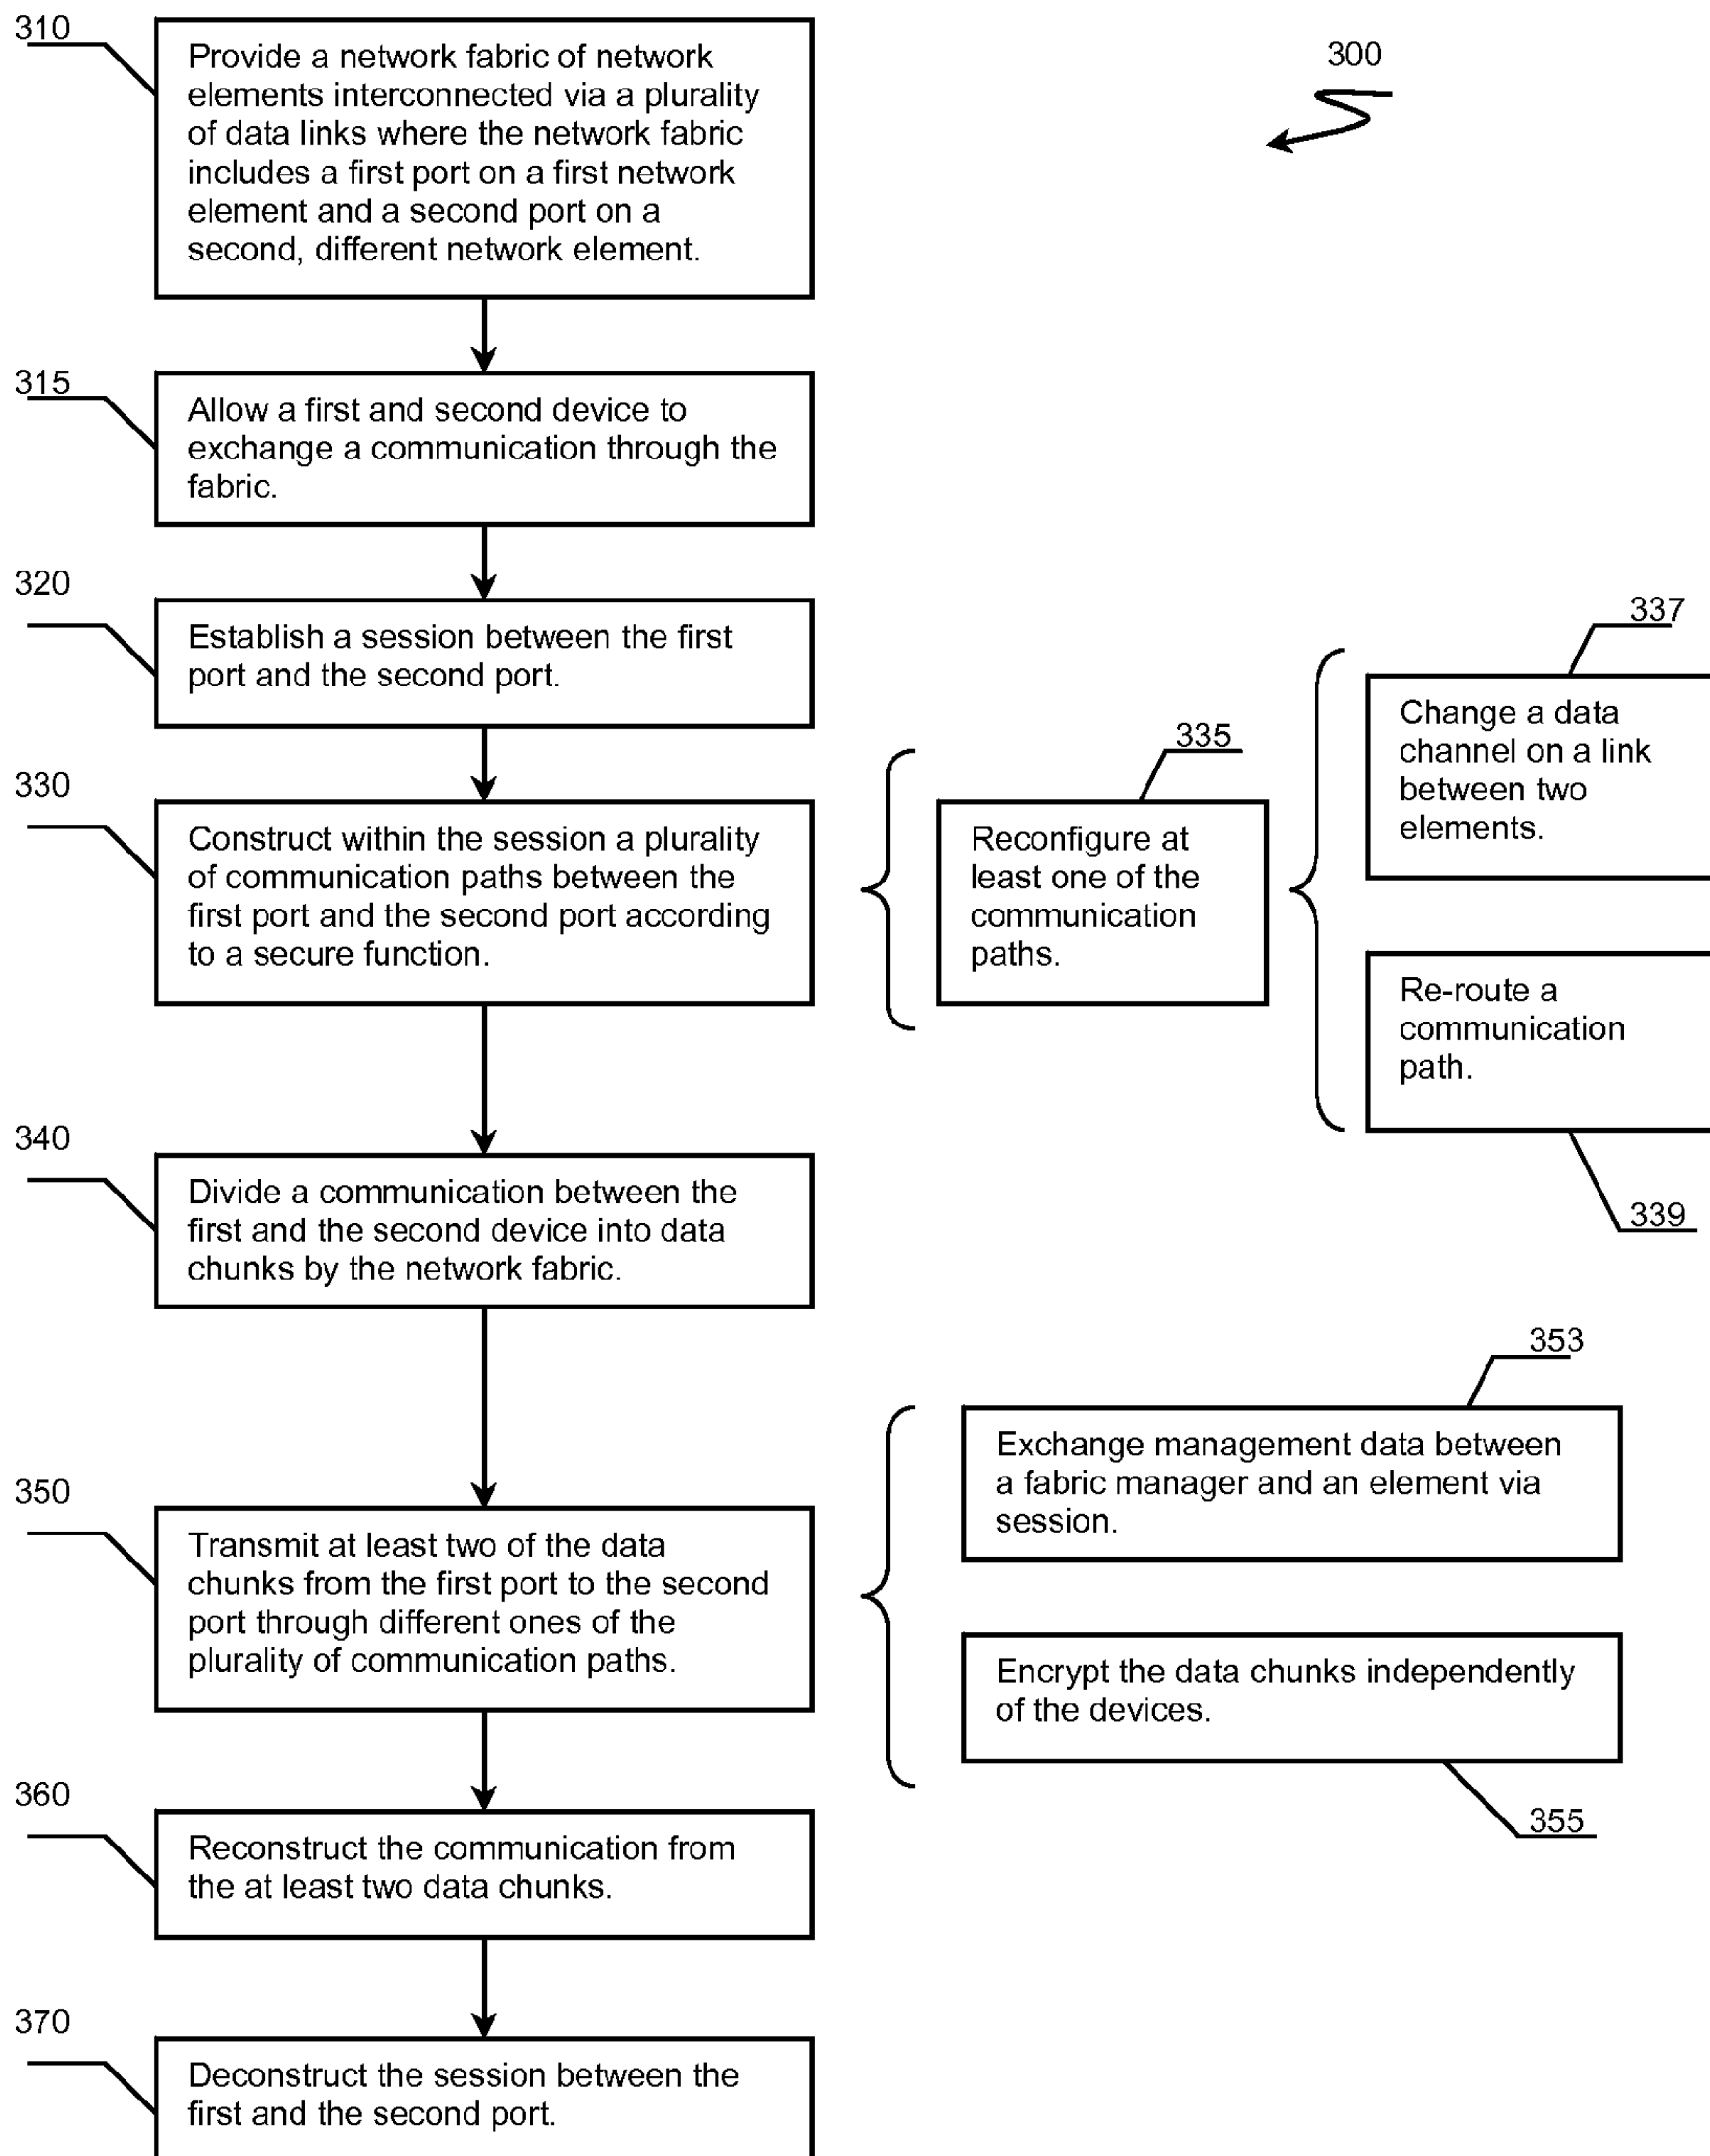 310
Provide a network fabric of network
elements interconnected via a plurality
of data links where the network fabric
includes a first port on a first network
element and a second port on a
second, different network element.
300
315
Allow a first and second device to
exchange a communication through the
fabric.
320
Establish a session between the first
port and the second port.
330
Construct within the session a plurality
of communication paths between the
first port and the second port according
to a secure function.
335
Reconfigure at
least one of the
communication
paths.
337
Change a data
channel on a link
between two
elements.
Re-route a
communication
path.
339
340
Divide a communication between the
first and the second device into data
chunks by the network fabric.
350
Transmit at least two of the data
chunks from the first port to the second
port through different ones of the
plurality of communication paths.
353
Exchange management data between
a fabric manager and an element via
session.
Encrypt the data chunks independently
of the devices.
355
360
Reconstruct the communication from
the at least two data chunks.
370
Deconstruct the session between the
first and the second port.